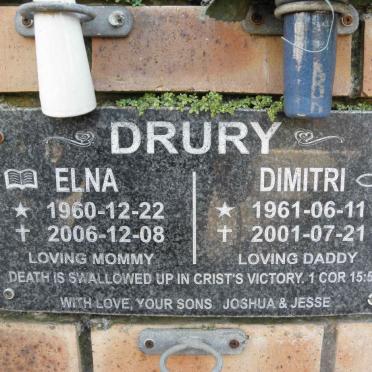 DRURY
ELNA DIMITRI
★ 1960-12-22 ★ 1961-06-11
✝ 2006-12-08 ✝ 2001-07-21
LOVING MOMMY LOVING DADDY
DEATH IS SWALLOWED UP IN CRIST'S VICTORY. 1 COR 15:5
WITH LOVE, YOUR SONS JOSHUA & JESSE